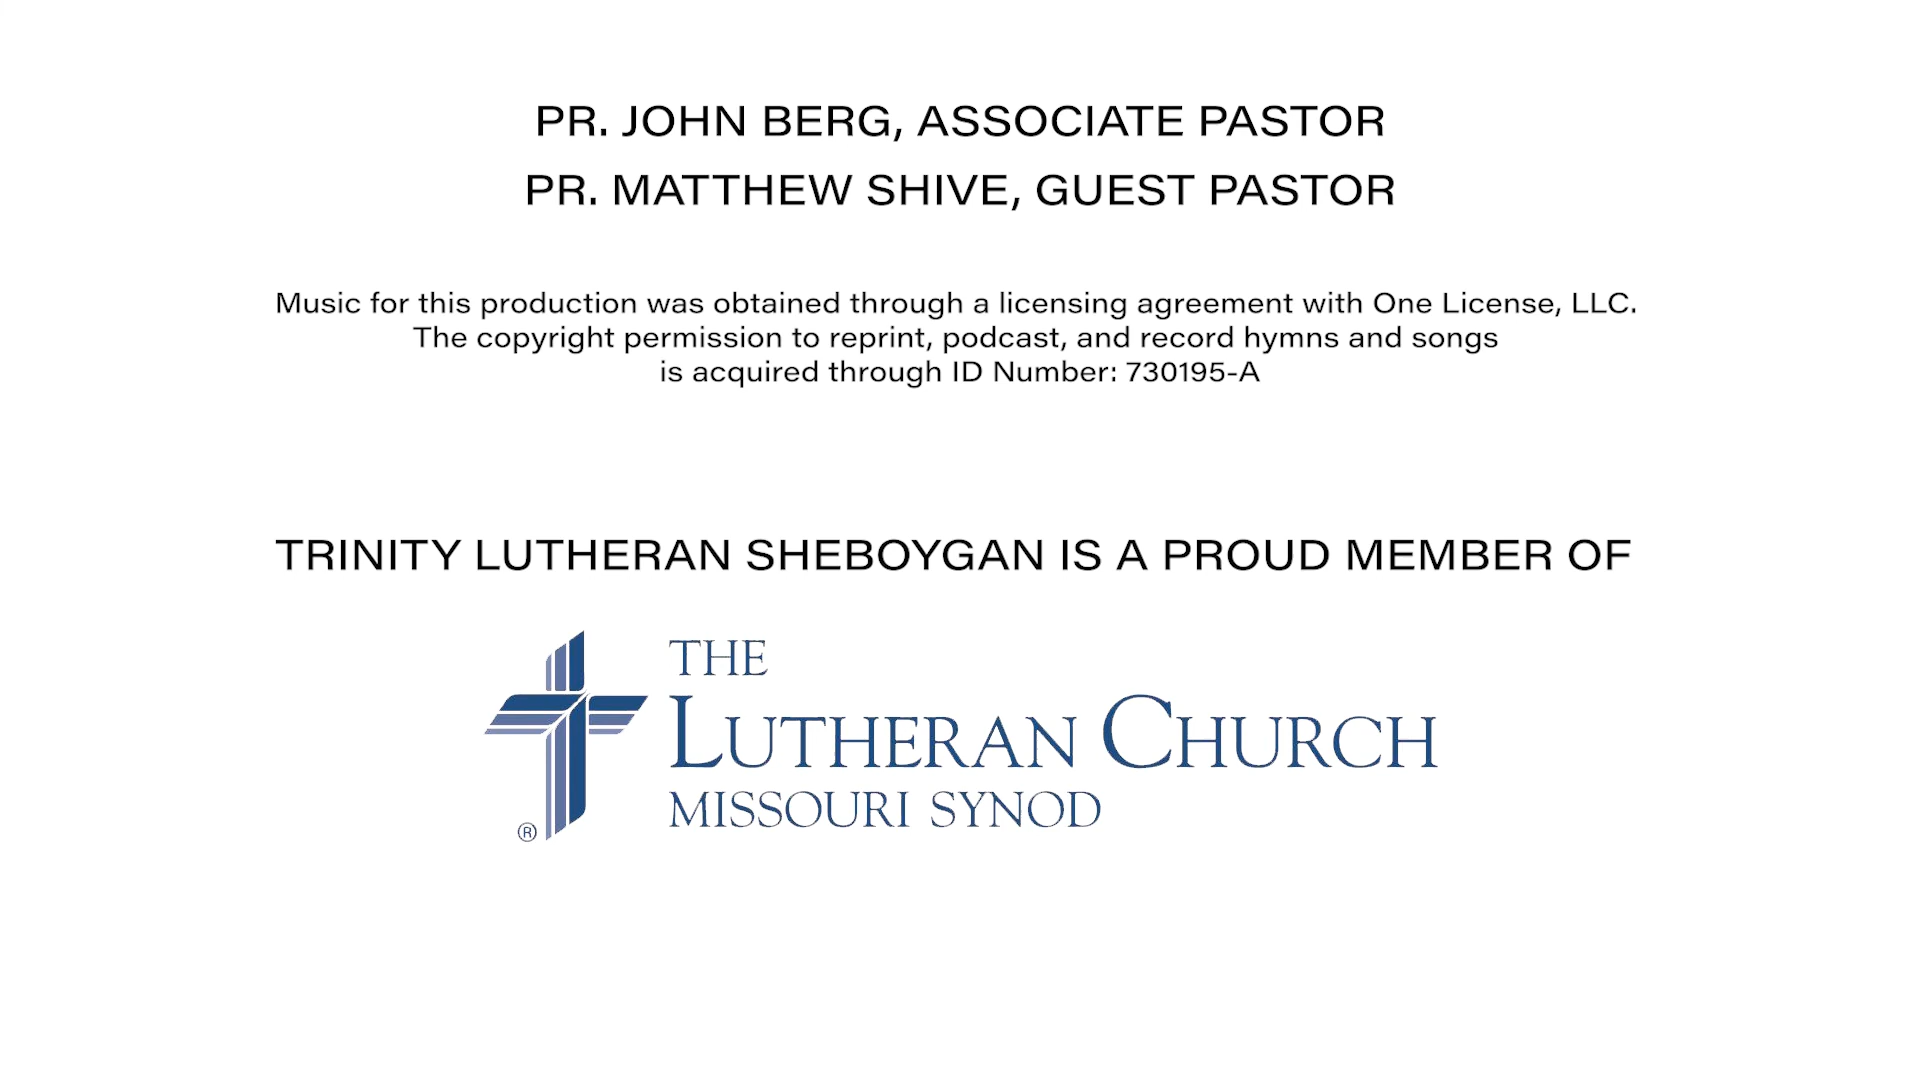 PR. JOHN BERG, ASSOCIATE PASTOR
PR. MATTHEW SHIVE, GUEST PASTOR
Music for this production was obtained through a licensing agreement with One License, LLC.
The copyright permission to reprint, podcast, and record hymns and songs
is acquired through ID Number: 730195-A
TRINITY LUTHERAN SHEBOYGAN IS A PROUD MEMBER OF
THE
LUTHERAN CHURCH
MISSOURI SYNOD
®